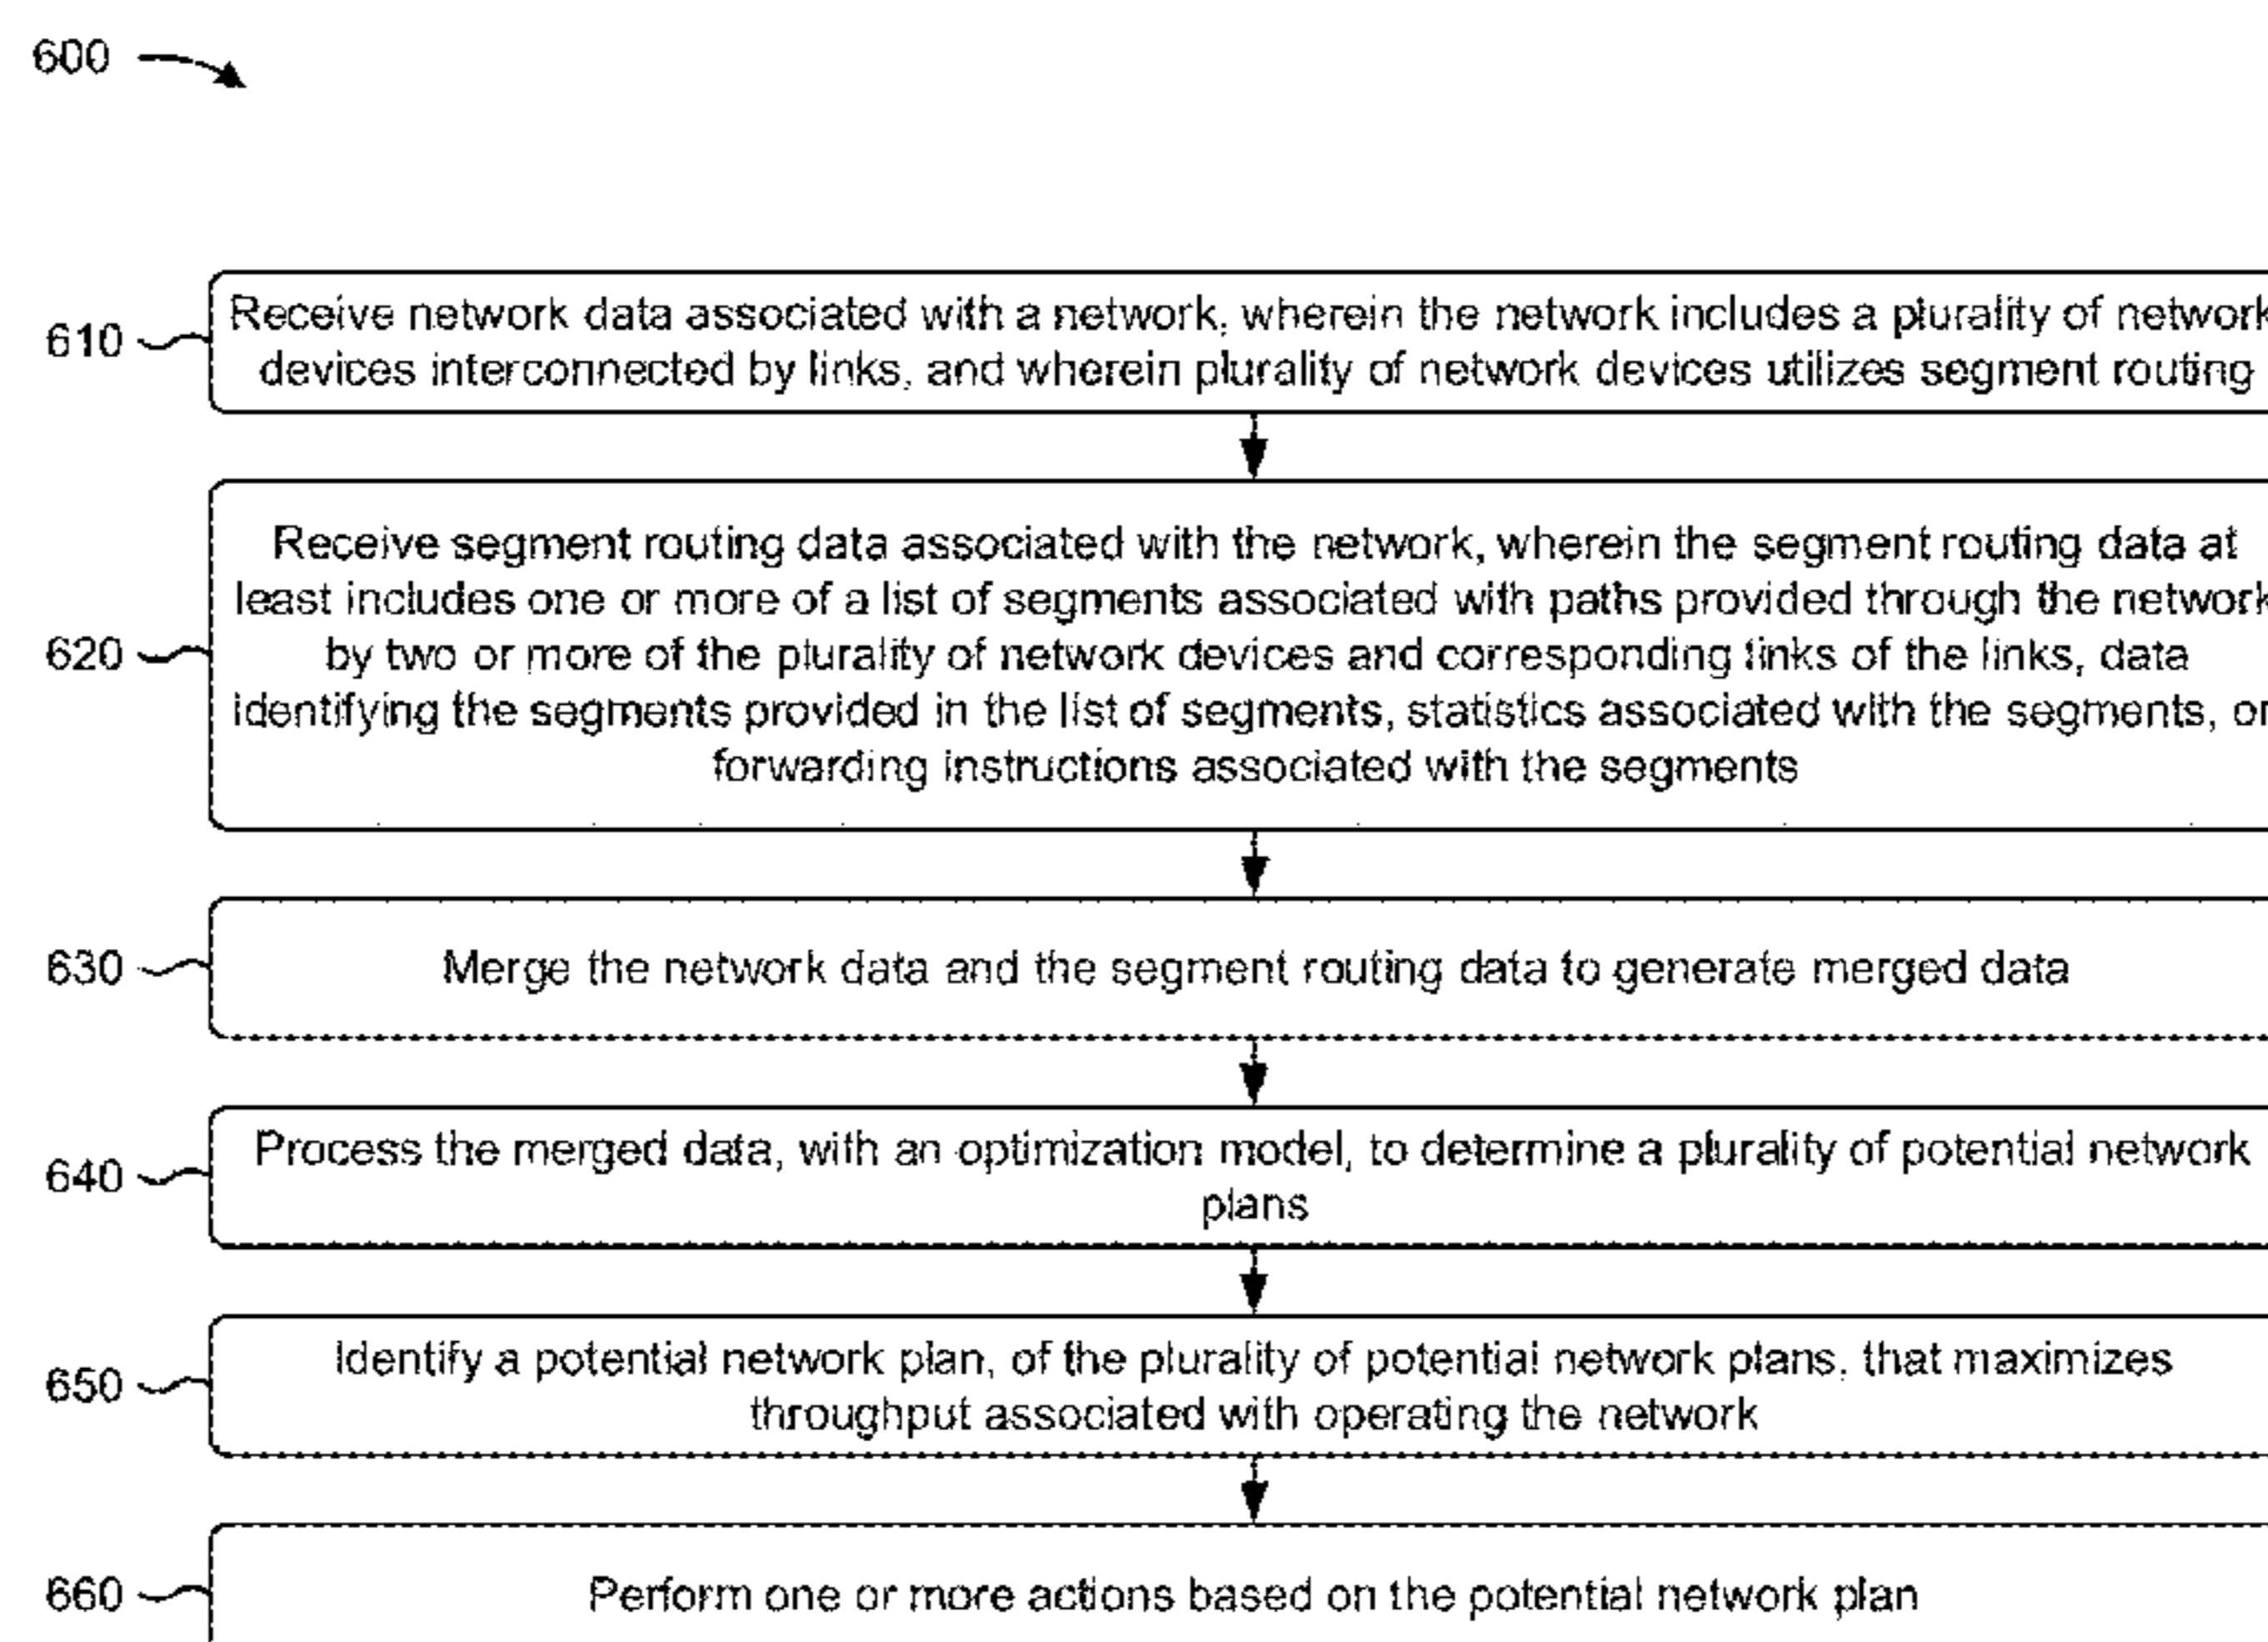 600
610
Receive network data associated with a network, wherein the network includes a plurality of network
devices interconnected by links, and wherein plurality of network devices utilizes segment routing
620
Receive segment routing data associated with the network, wherein the segment routing data at
least includes one or more of a list of segments associated with paths provided through the network
by two or more of the plurality of network devices and corresponding links of the links, data
identifying the segments provided in the list of segments, statistics associated with the segments, or
forwarding instructions associated with the segments
630
Merge the network data and the segment routing data to generate merged data
640
Process the merged data, with an optimization model, to determine a plurality of potential network
plans
650
Identify a potential network plan, of the plurality of potential network plans, that maximizes
throughput associated with operating the network
660
Perform one or more actions based on the potential network plan